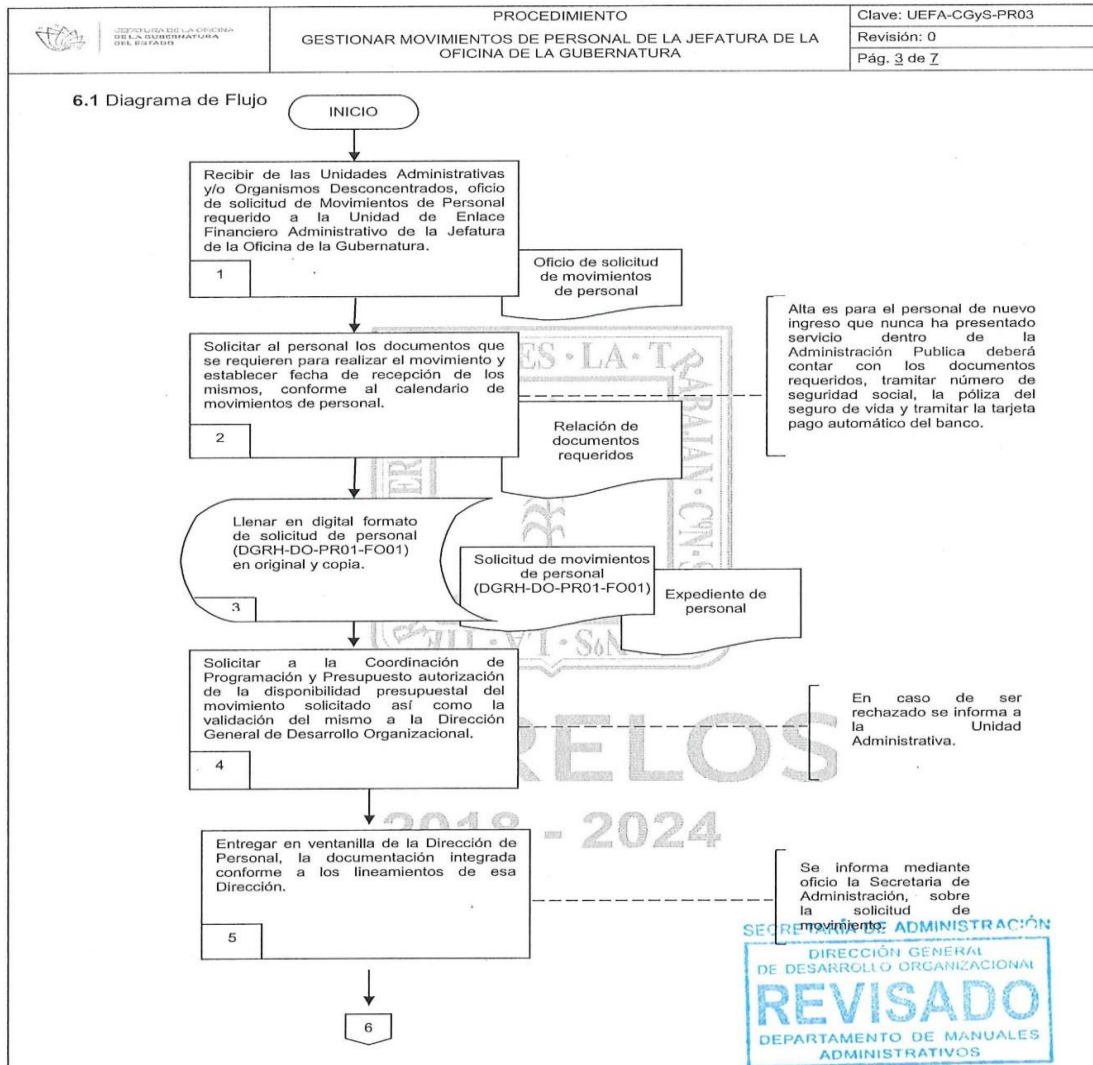 JEFATURA DE LA OFICINA
DE LA GUBERNATURA
DEL ESTADO
PROCEDIMIENTO
GESTIONAR MOVIMIENTOS DE PERSONAL DE LA JEFATURA DE LA
OFICINA DE LA GUBERNATURA
Clave: UEFA-CGyS-PR03
Revisión: 0
Pág. 3 de 7
6.1 Diagrama de Flujo
INICIO
Recibir de las Unidades Administrativas
y/o Organismos Desconcentrados, oficio
de solicitud de Movimientos de Personal
requerido a la Unidad de Enlace
Financiero Administrativo de la Jefatura
de la Oficina de la Gubernatura.
1
Oficio de solicitud
de movimientos
de personal
Solicitar al personal los documentos que
se requieren para realizar el movimiento y
establecer fecha de recepción de los
mismos, conforme al calendario de
movimientos de personal.
2
Relación de
documentos
requeridos
Alta es para el personal de nuevo
ingreso que nunca ha presentado
servicio dentro de la
Administración Publica deberá
contar con los documentos
requeridos, tramitar número de
seguridad social, la póliza del
seguro de vida y tramitar la tarjeta
pago automático del banco.
Llenar en digital formato
de solicitud de personal
(DGRH-DO-PR01-FO01)
en original y copia.
3
Solicitud de movimientos
de personal
(DGRH-DO-PR01-FO01)
Expediente de
personal
Solicitar a la Coordinación de
Programación y Presupuesto autorización
de la disponibilidad presupuestal del
movimiento solicitado así como la
validación del mismo a la Dirección
General de Desarrollo Organizacional.
4
En caso de ser
rechazado se informa a
la Unidad
Administrativa.
Entregar en ventanilla de la Dirección de
Personal, la documentación integrada
conforme a los lineamientos de esa
Dirección.
5
Se informa mediante
oficio la Secretaria de
Administración, sobre
la solicitud de
movimiento.
6
ES · LA · T
RABAJAN · CON ·
RELOS
2018 - 2024
SECRETARÍA DE ADMINISTRACIÓN
DIRECCIÓN GENERAL
DE DESARROLLO ORGANIZACIONAL
REVISADO
DEPARTAMENTO DE MANUALES
ADMINISTRATIVOS